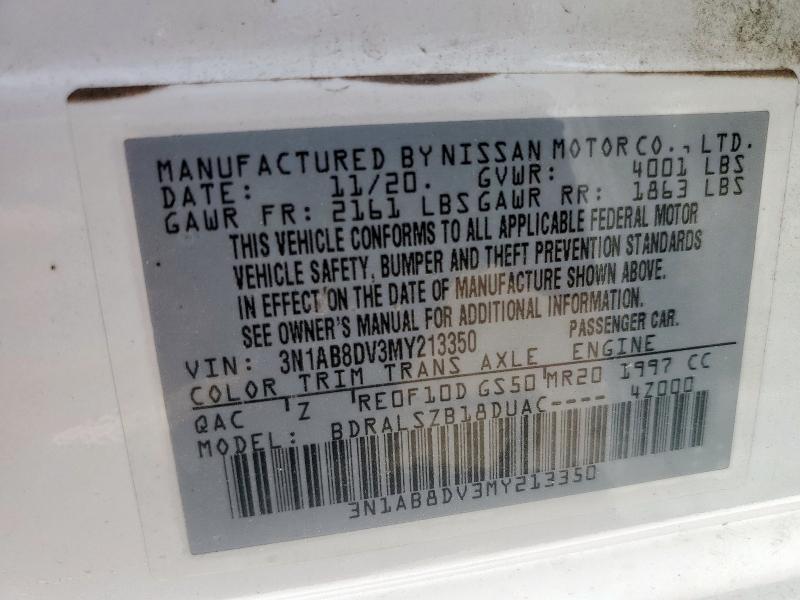 MANUFACTURED BY NISSAN MOTOR CO., LTD.
DATE: 11/20. GVWR: 4001 LBS
GAWR FR: 2161 LBS GAWR RR: 1863 LBS
THIS VEHICLE CONFORMS TO ALL APPLICABLE FEDERAL MOTOR
VEHICLE SAFETY, BUMPER AND THEFT PREVENTION STANDARDS
IN EFFECT ON THE DATE OF MANUFACTURE SHOWN ABOVE.
SEE OWNER'S MANUAL FOR ADDITIONAL INFORMATION.
VIN: 3N1AB8DV3MY213350 PASSENGER CAR.
COLOR TRIM TRANS AXLE ENGINE
QAC Z RE0F10D GS50 MR20 1997 CC
MODEL: BDRALSZB18DUAC---- 4Z000
3N1AB8DV3MY213350